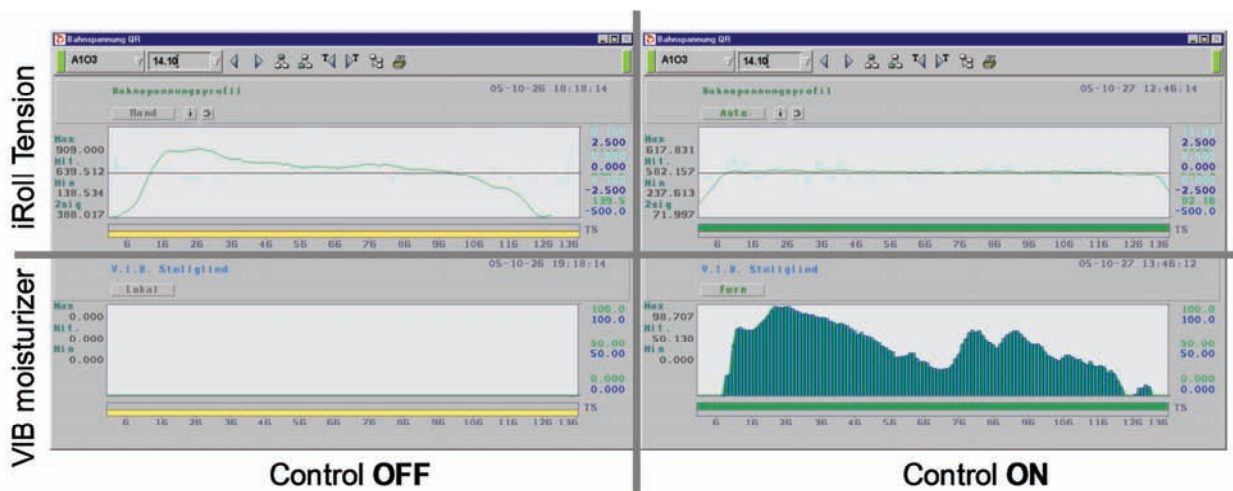 iRoll Tension
Bahnspannung QR
A103 14.10
Bahnspannungsprofil 05-10-26 18:18:14
Hand i
Max
909.000
Mit.
639.512
Min
138.534
2sig
388.017
2.500
0.000
-2.500
139.5
-500.0
TS
6 16 26 36 46 56 66 76 86 96 106 116 126 136
Bahnspannung QR
A103 14.10
Bahnspannungsprofil 05-10-27 12:46:14
Auto i
Max
617.831
Mit.
582.157
Min
237.613
2sig
71.997
2.500
0.000
-2.500
82.16
-500.0
TS
6 16 26 36 46 56 66 76 86 96 106 116 126 136
VIB moisturizer
V.I.B. Stellglied 05-10-26 19:18:14
Lokal
Max
0.000
Mit.
0.000
Min
0.000
100.0
100.0
50.00
50.00
0.000
0.000
TS
6 16 26 36 46 56 66 76 86 96 106 116 126 136
V.I.B. Stellglied 05-10-27 13:46:12
Fern
Max
98.707
Mit.
50.130
Min
0.000
100.0
100.0
50.00
50.00
0.000
0.000
TS
6 16 26 36 46 56 66 76 86 96 106 116 126 136
Control OFF
Control ON